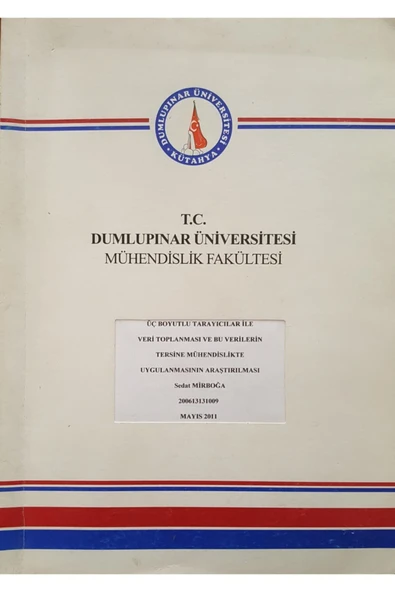 DUMLUPINAR ÜNİVERSİTESİ
KÜTAHYA
T.C.
DUMLUPINAR ÜNİVERSİTESİ
MÜHENDİSLİK FAKÜLTESİ
ÜÇ BOYUTLU TARAYICILAR İLE
VERİ TOPLANMASI VE BU VERİLERİN
TERSİNE MÜHENDİSLİKTE
UYGULANMASININ ARAŞTIRILMASI
Sedat MİRBOĞA
200613131009
MAYIS 2011